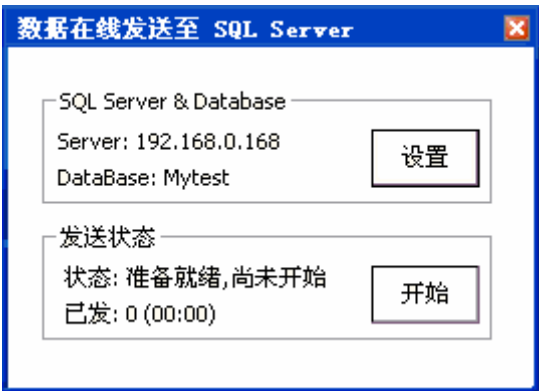 数据在线发送至 SQL Server
SQL Server & Database
Server: 192.168.0.168
设置
DataBase: Mytest
发送状态
状态: 准备就绪,尚未开始
开始
已发: 0 (00:00)